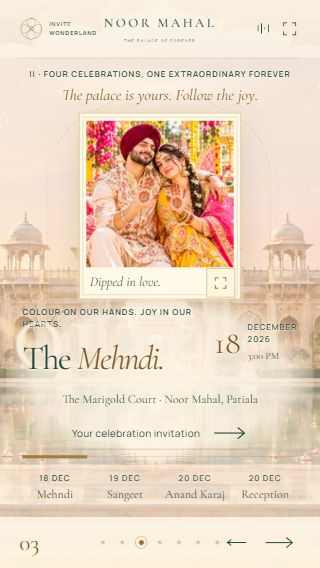 INVITE
WONDERLAND
NOOR MAHAL
THE PALACE OF FOREVER
II · FOUR CELEBRATIONS, ONE EXTRAORDINARY FOREVER
The palace is yours. Follow the joy.
Dipped in love.
COLOUR ON OUR HANDS. JOY IN OUR
HEARTS.
The Mehndi.
18
DECEMBER
2026
3:00 PM
The Marigold Court · Noor Mahal, Patiala
Your celebration invitation
18 DEC
Mehndi
19 DEC
Sangeet
20 DEC
Anand Karaj
20 DEC
Reception
03